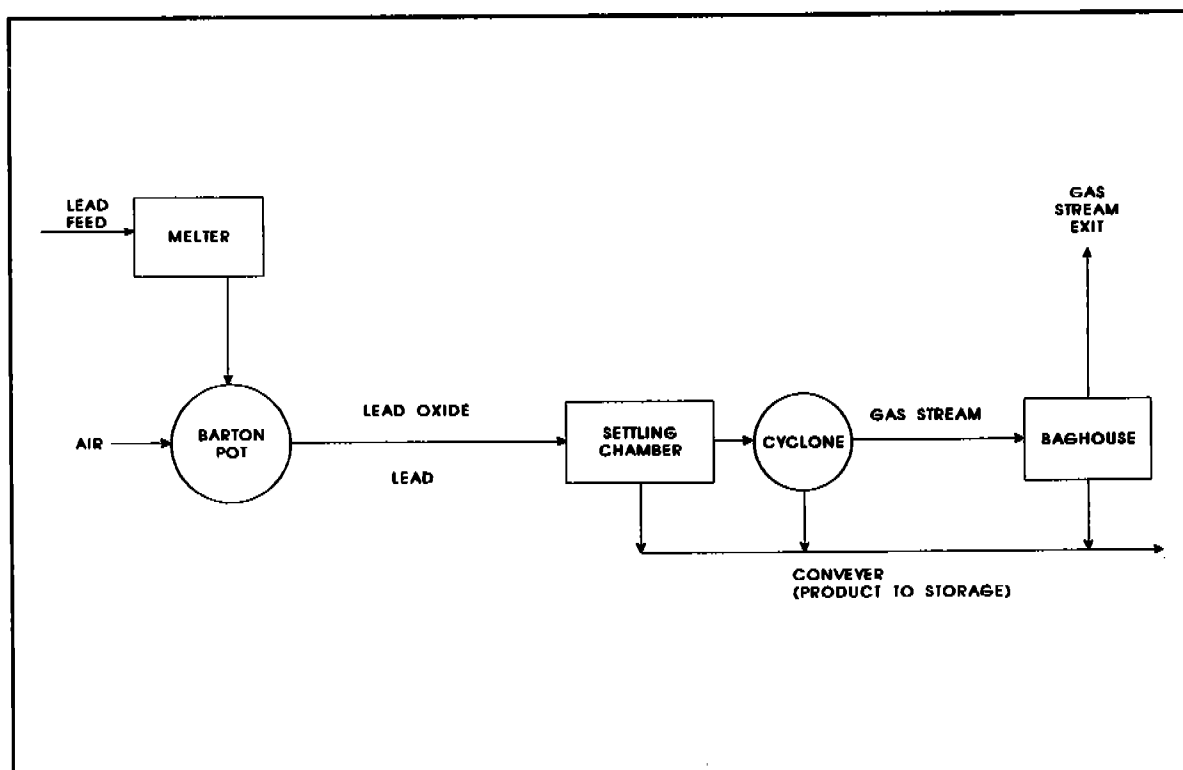 LEAD
FEED
MELTER
GAS
STREAM
EXIT
AIR
BARTON
POT
LEAD OXIDE
LEAD
SETTLING
CHAMBER
CYCLONE
GAS STREAM
BAGHOUSE
CONVEYER
(PRODUCT TO STORAGE)